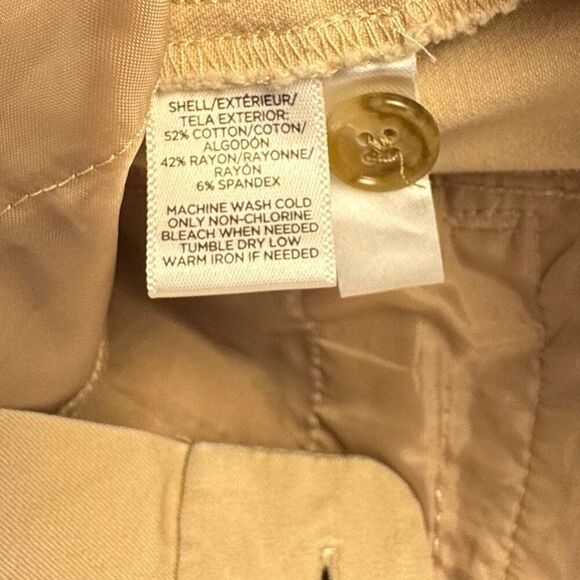 SHELL/EXTÉRIEUR/
TELA EXTERIOR:
52% COTTON/COTON/
ALGODÓN
42% RAYON/RAYONNE/
RAYÓN
6% SPANDEX
MACHINE WASH COLD
ONLY NON-CHLORINE
BLEACH WHEN NEEDED
TUMBLE DRY LOW
WARM IRON IF NEEDED